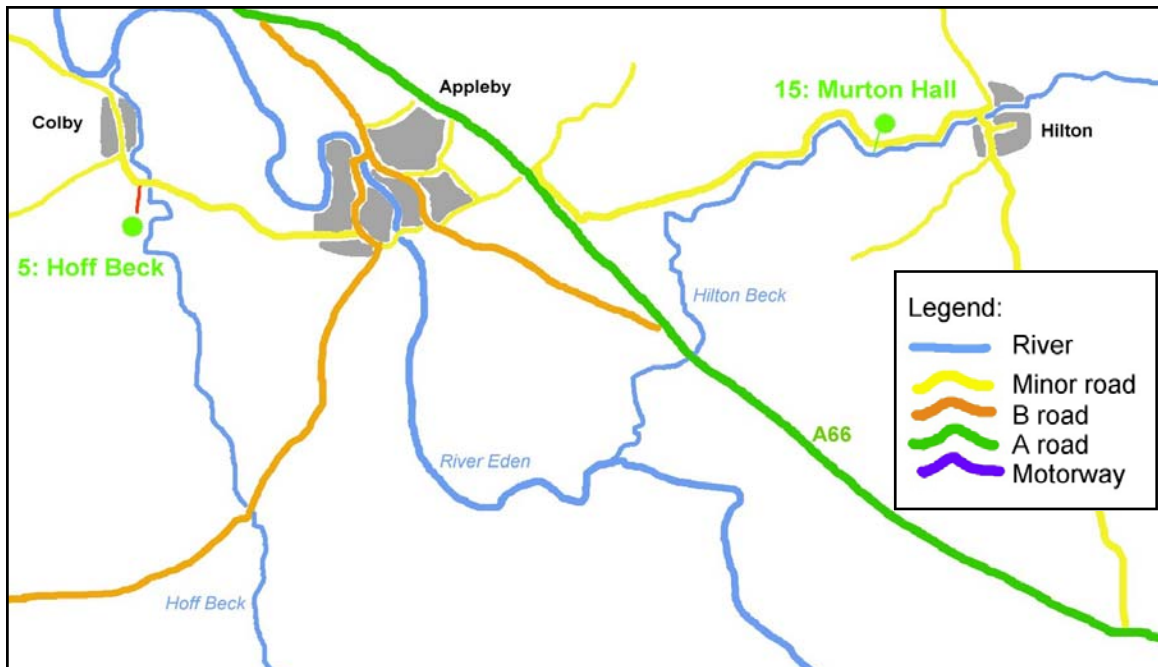 Appleby
Colby
15: Murton Hall
Hilton
5: Hoff Beck
Hilton Beck
Legend:
River
Minor road
B road
A road
Motorway
A66
River Eden
Hoff Beck